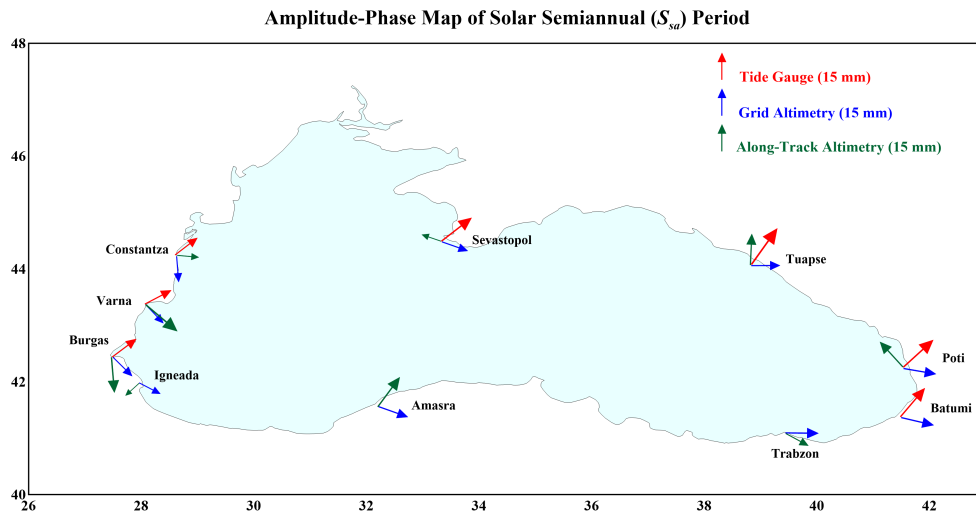 Amplitude-Phase Map of Solar Semiannual (Ssa) Period
48
Tide Gauge (15 mm)
Grid Altimetry (15 mm)
Along-Track Altimetry (15 mm)
46
Constantza
Sevastopol
Tuapse
44
Varna
Burgas
Igneada
Poti
42
Amasra
Batumi
Trabzon
40
26 28 30 32 34 36 38 40 42